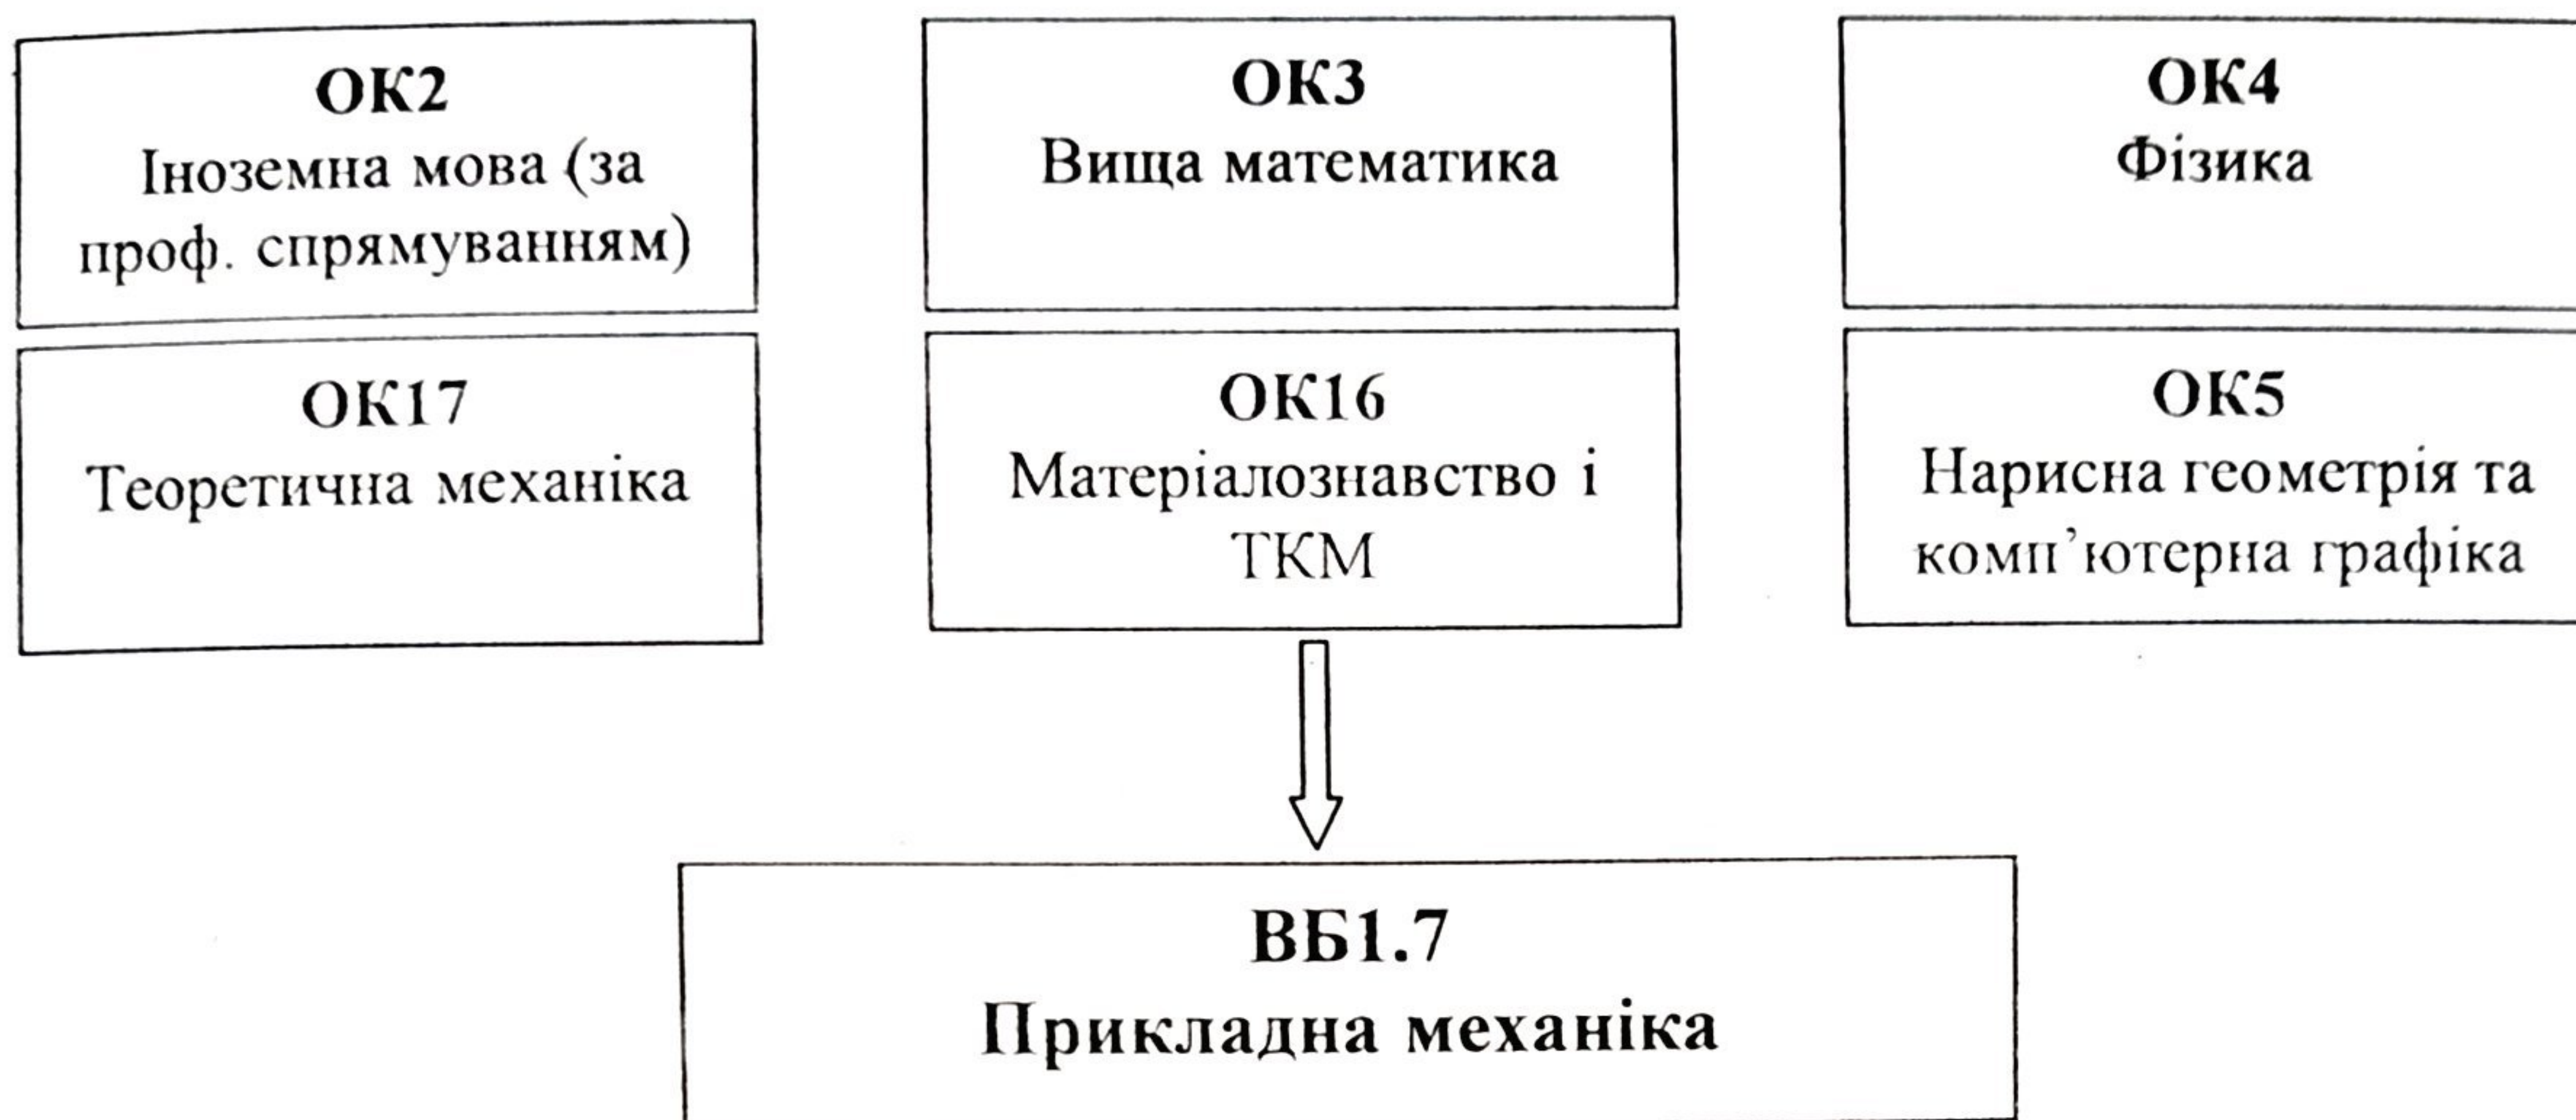 ОК2
Іноземна мова (за
проф. спрямуванням)
ОК3
Вища математика
ОК4
Фізика
ОК17
Теоретична механіка
ОК16
Матеріалознавство і
ТКМ
ОК5
Нарисна геометрія та
комп’ютерна графіка
ВБ1.7
Прикладна механіка